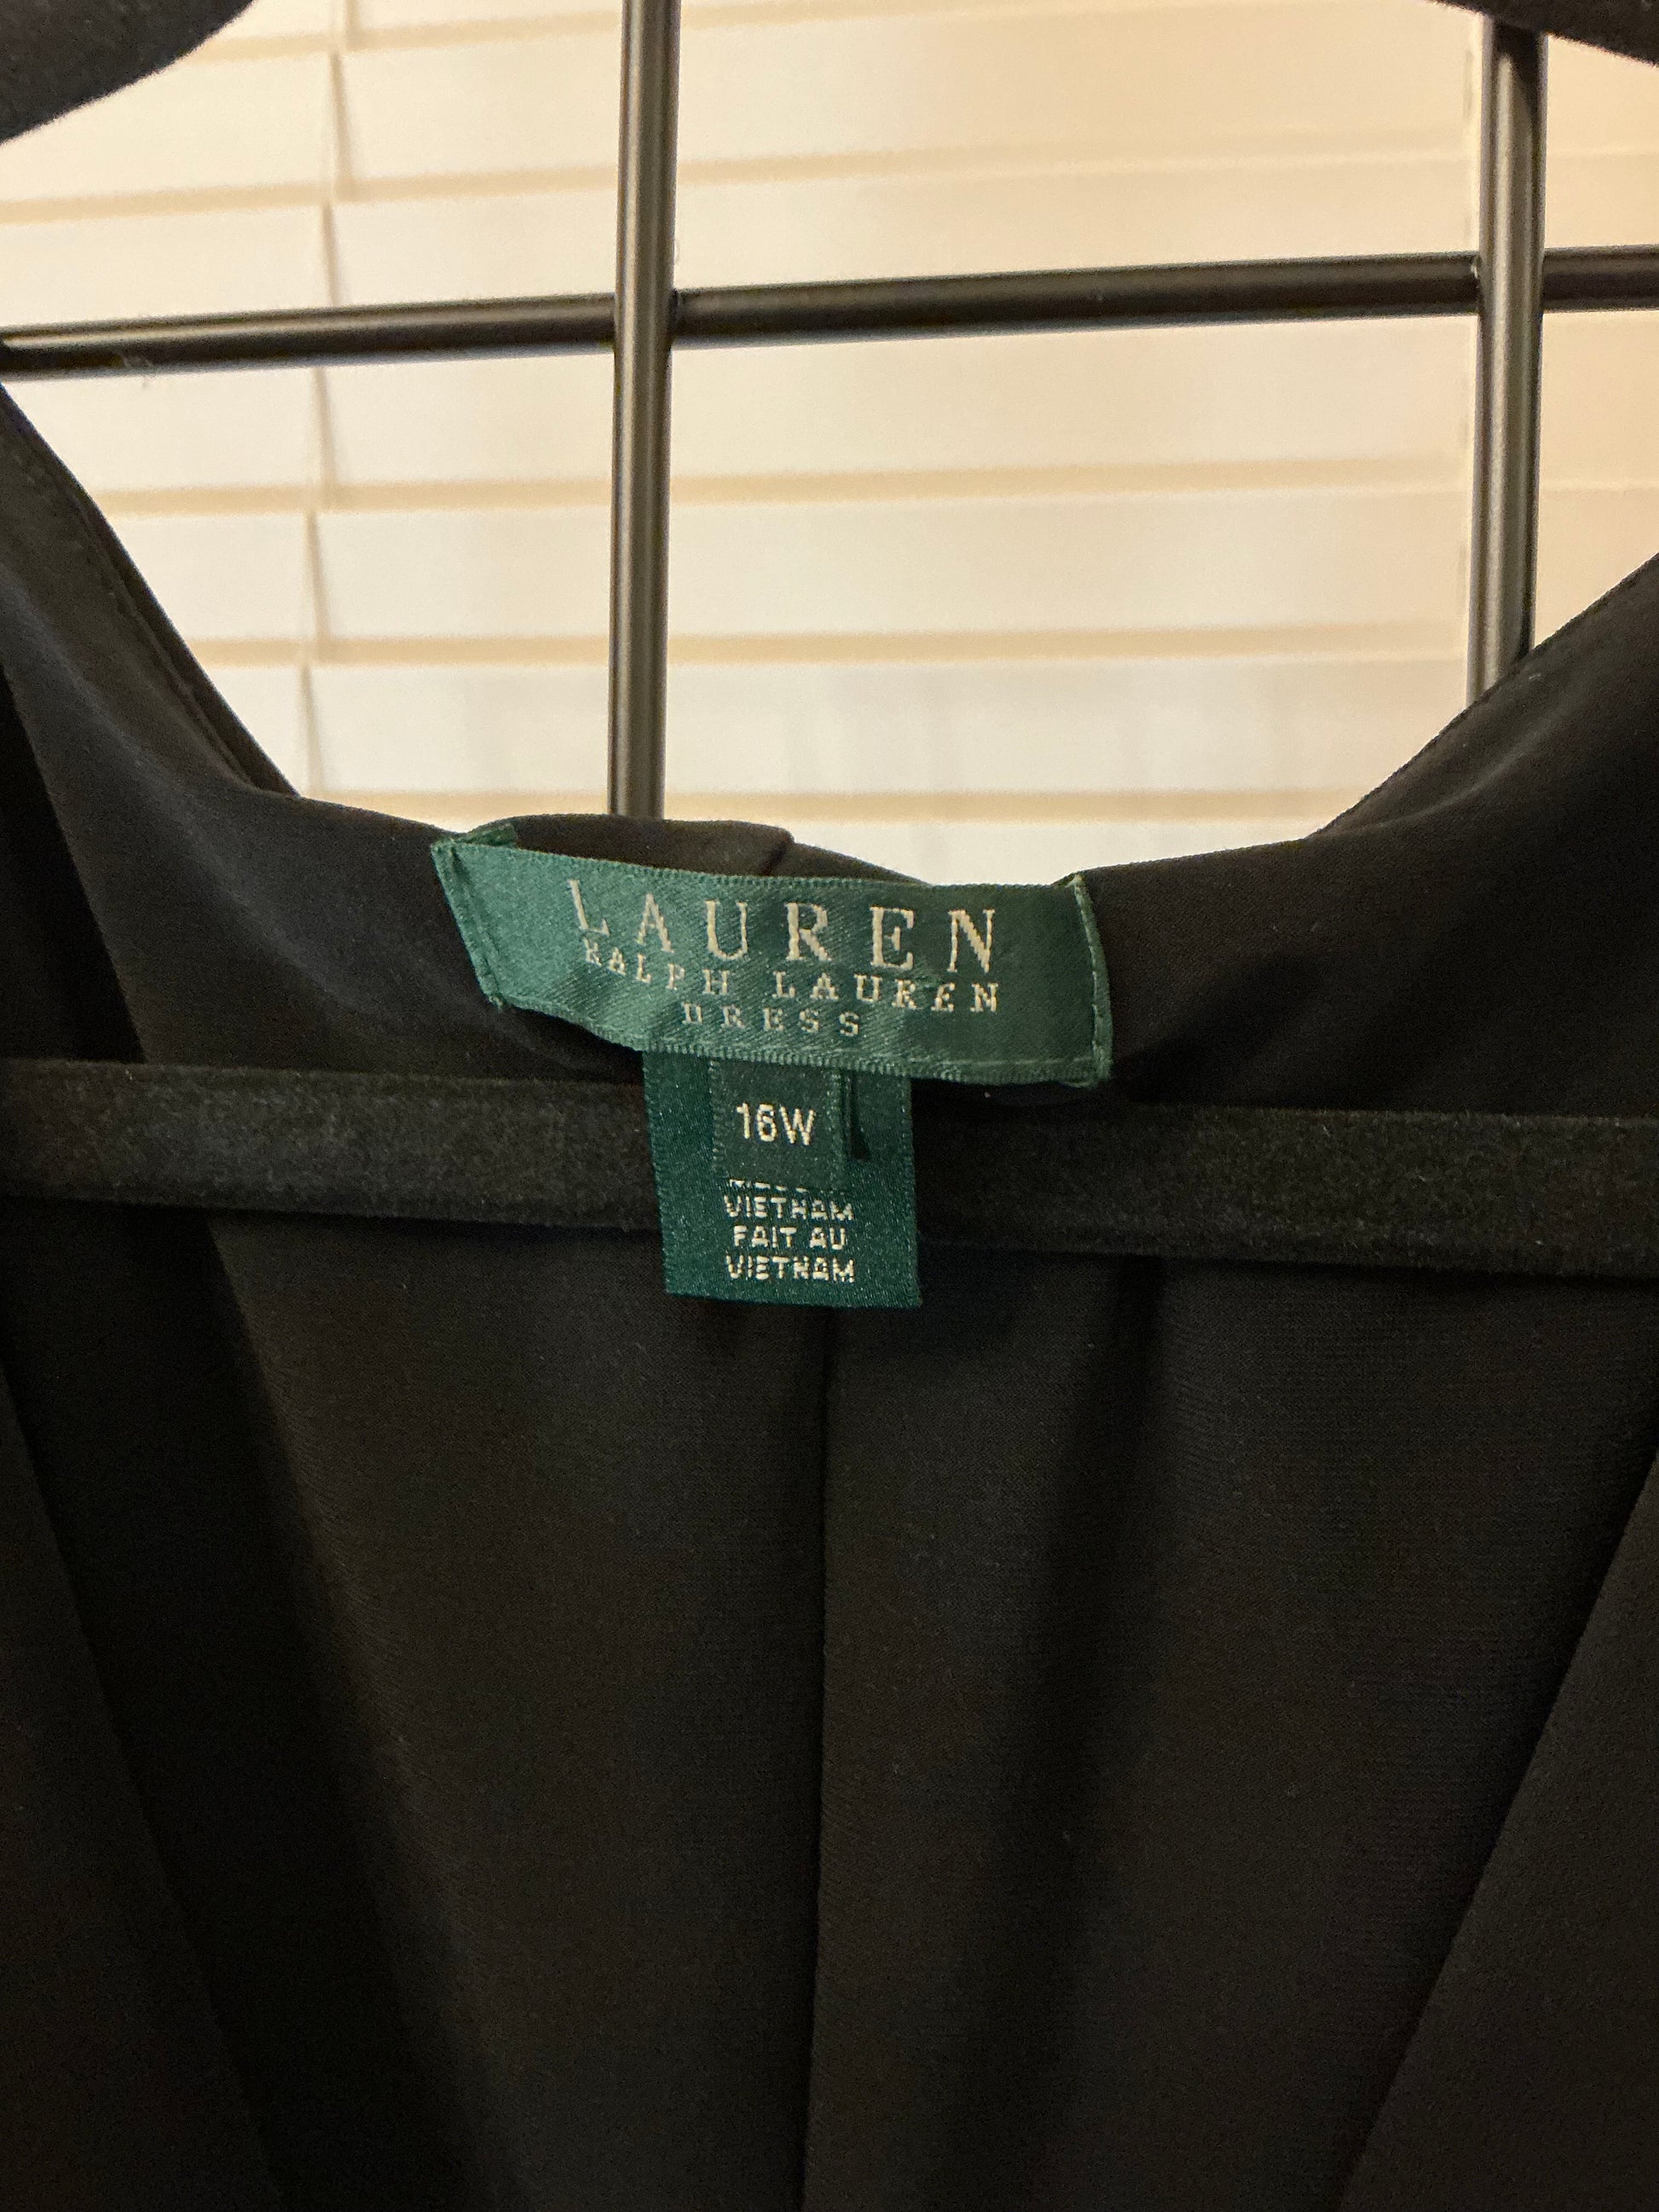 LAUREN
RALPH LAUREN
DRESS
16W
VIETNAM
FAIT AU
VIETNAM